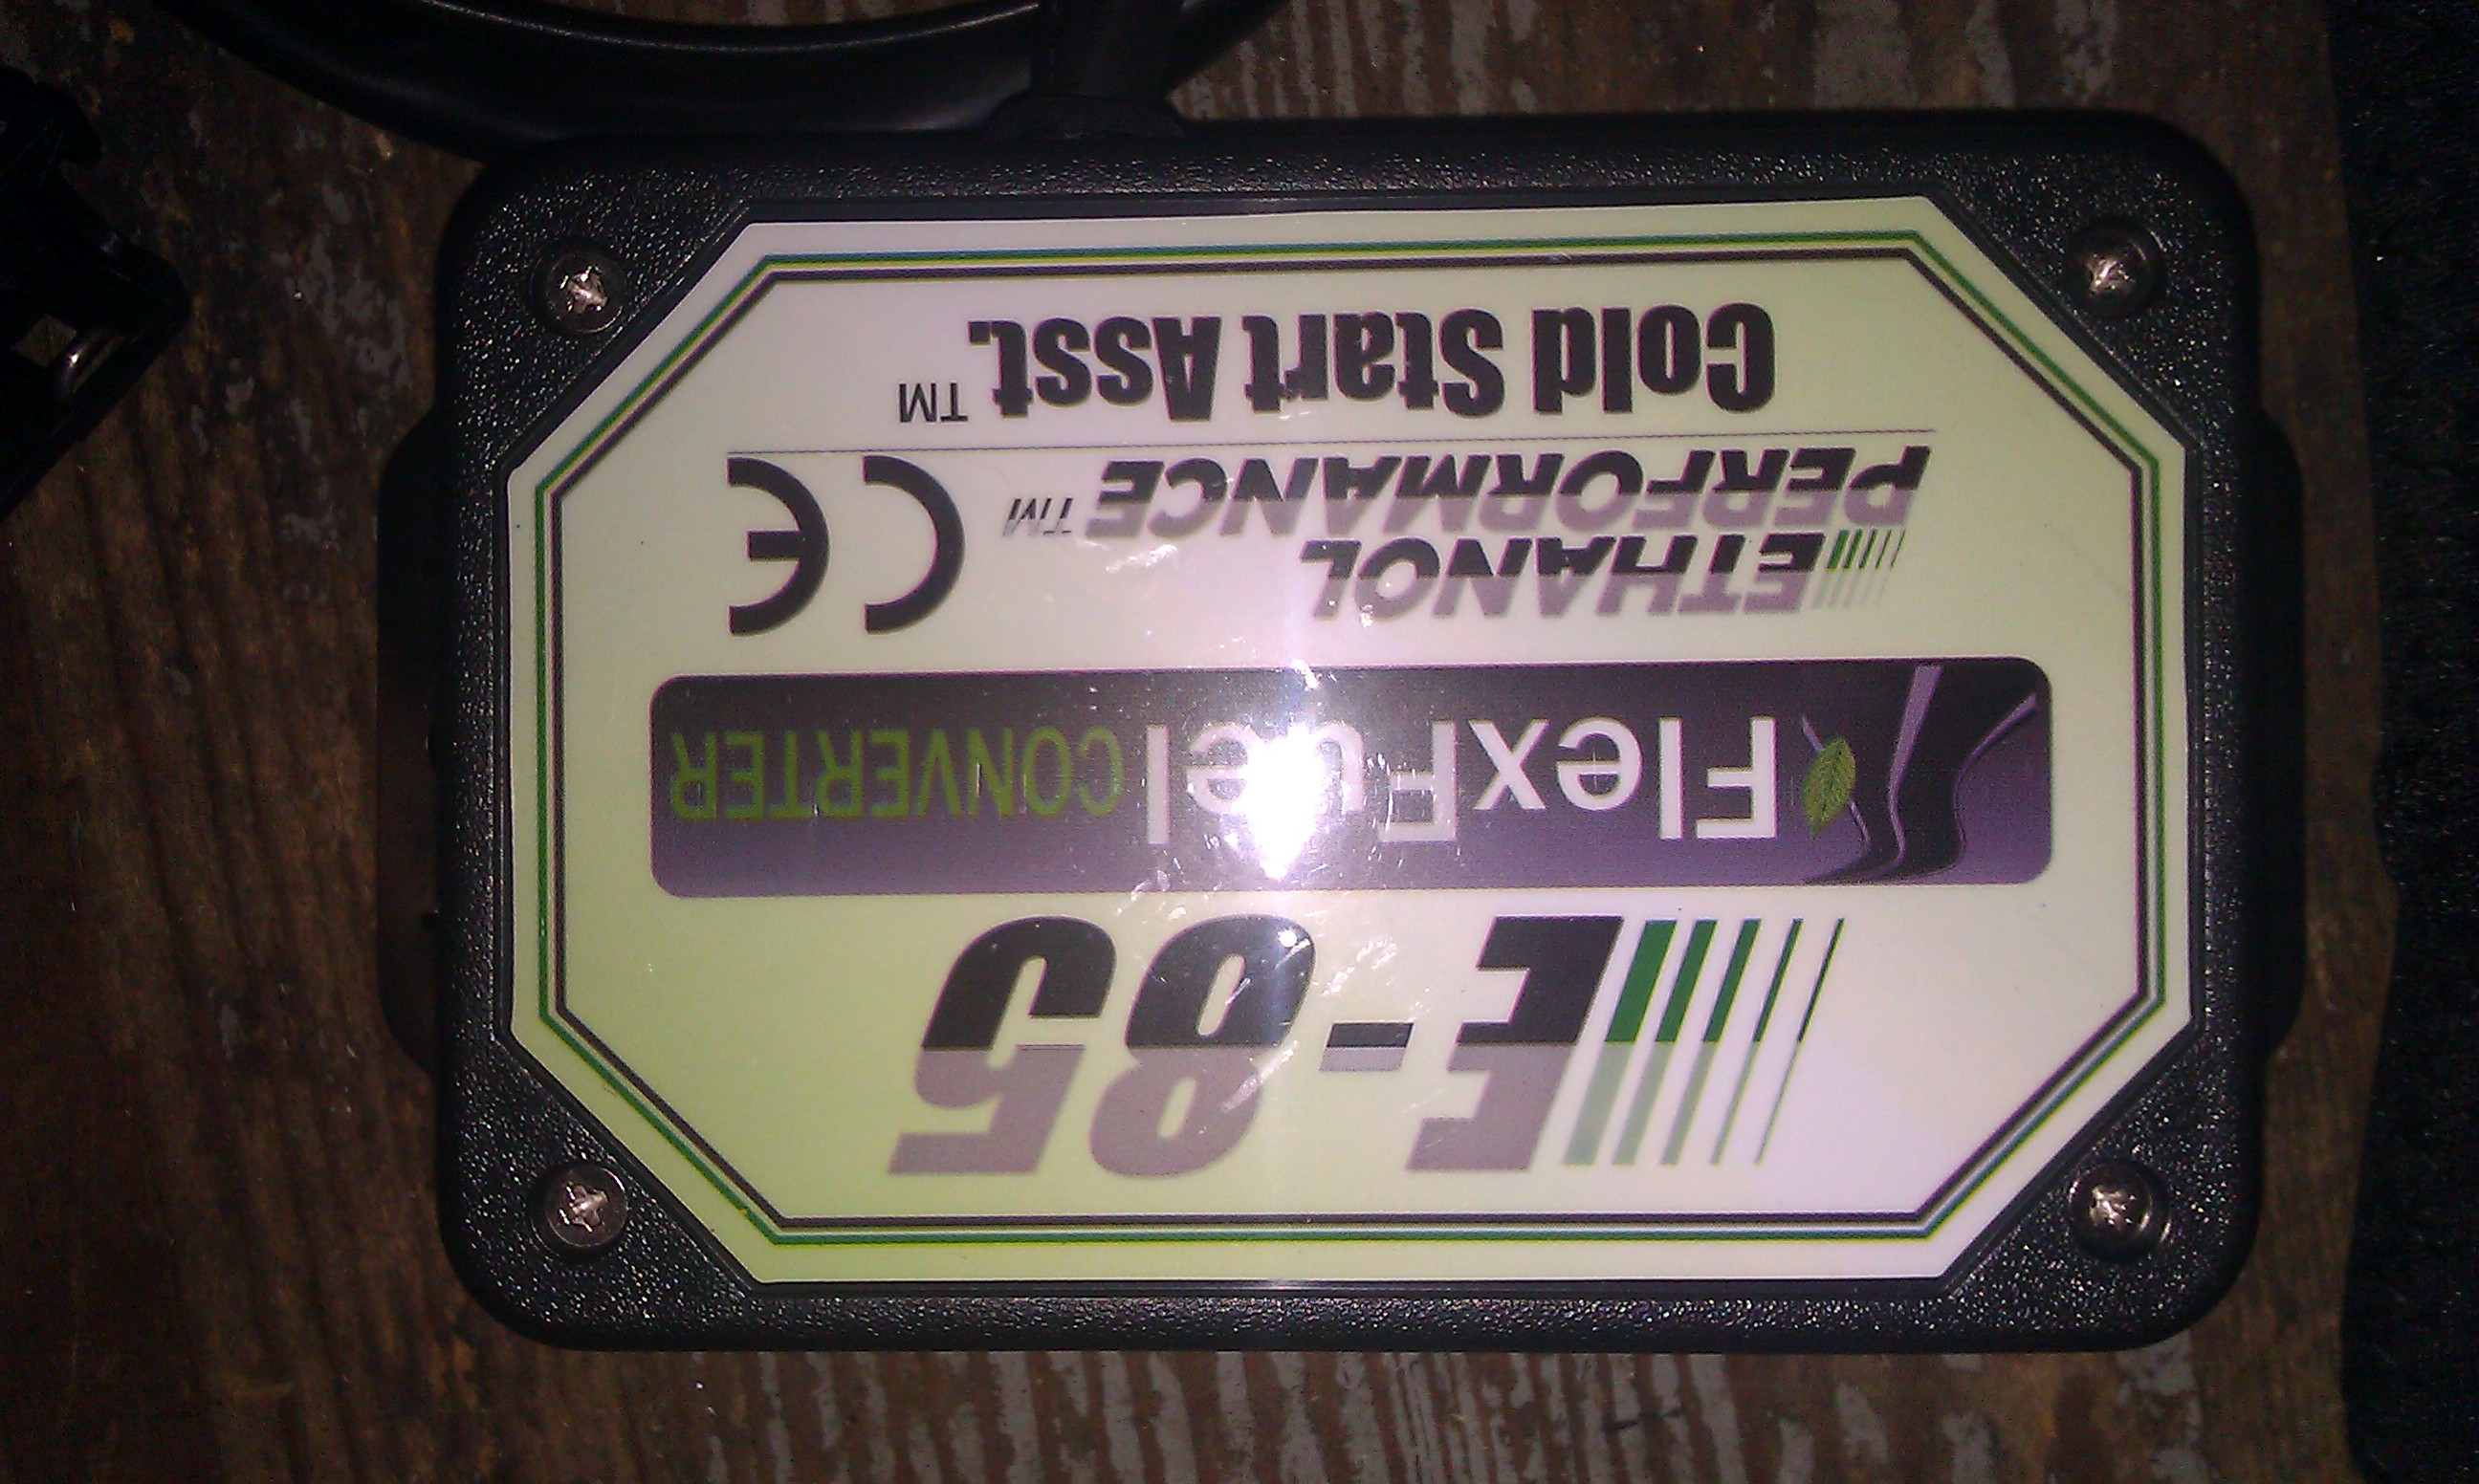 E-85
FlexFuel CONVERTER
ETHANOL
PERFORMANCE TM CE
Cold Start Asst. TM